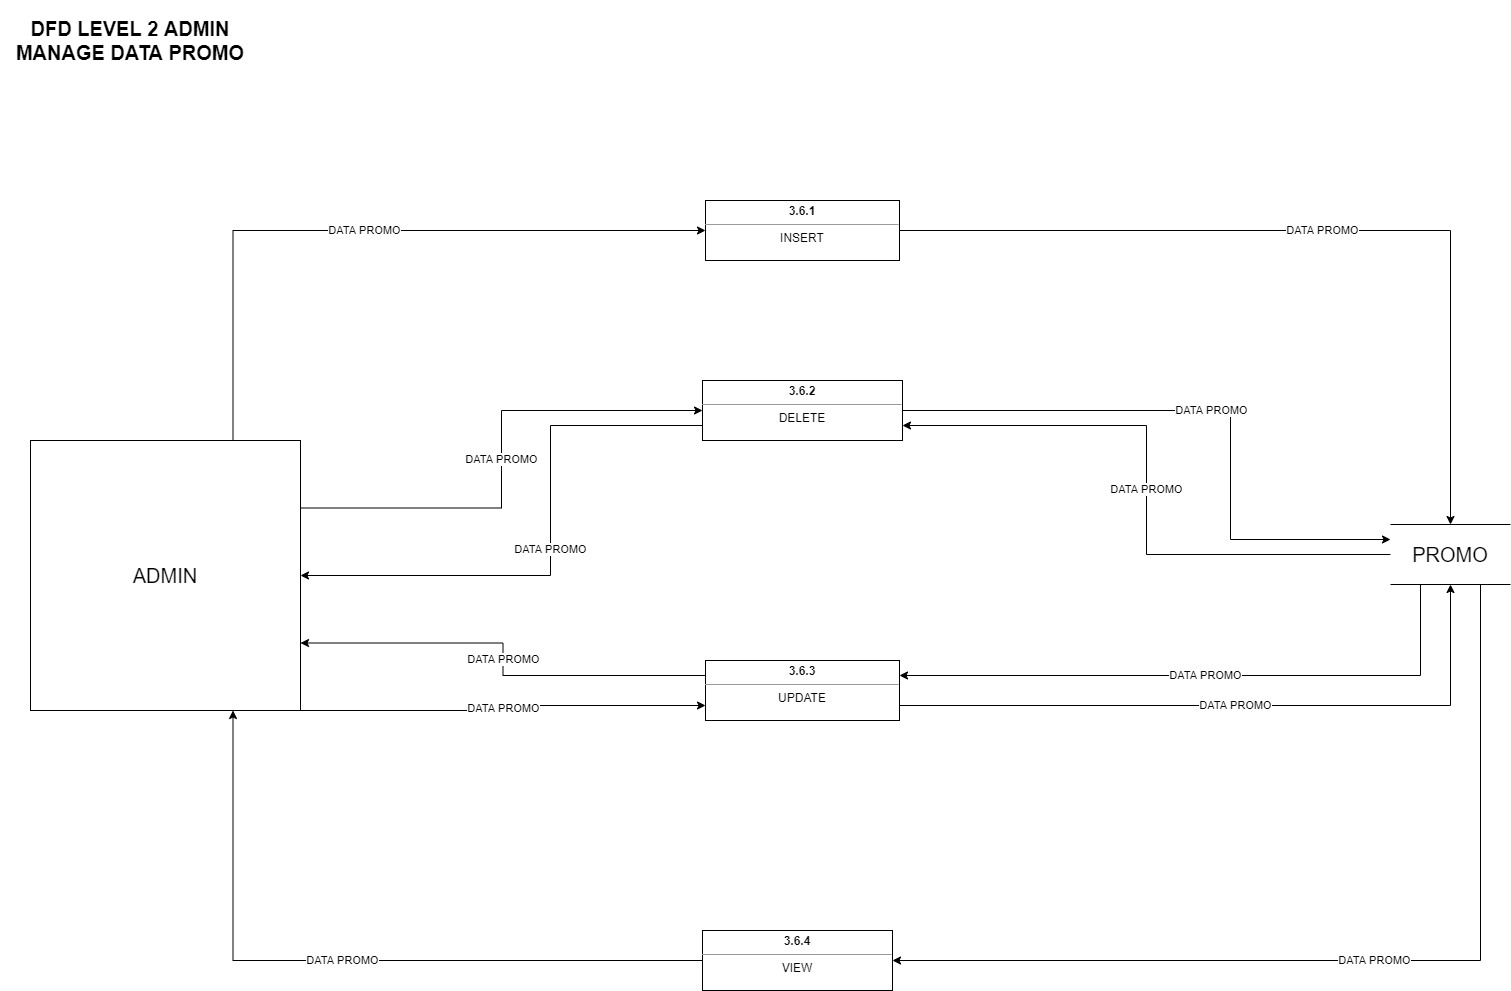 DFD LEVEL 2 ADMIN
MANAGE DATA PROMO
3.6.1
DATA PROMO
INSERT
DATA PROMO
3.6.2
DATA PROMO
DELETE
DATA PROMO
DATA PROMO
DATA PROMO
DATA PROMO
PROMO
ADMIN
DATA PROMO
3.6.3
DATA PROMO
UPDATE
DATA PROMO
DATA PROMO
3.6.4
DATA PROMO
VIEW
DATA PROMO